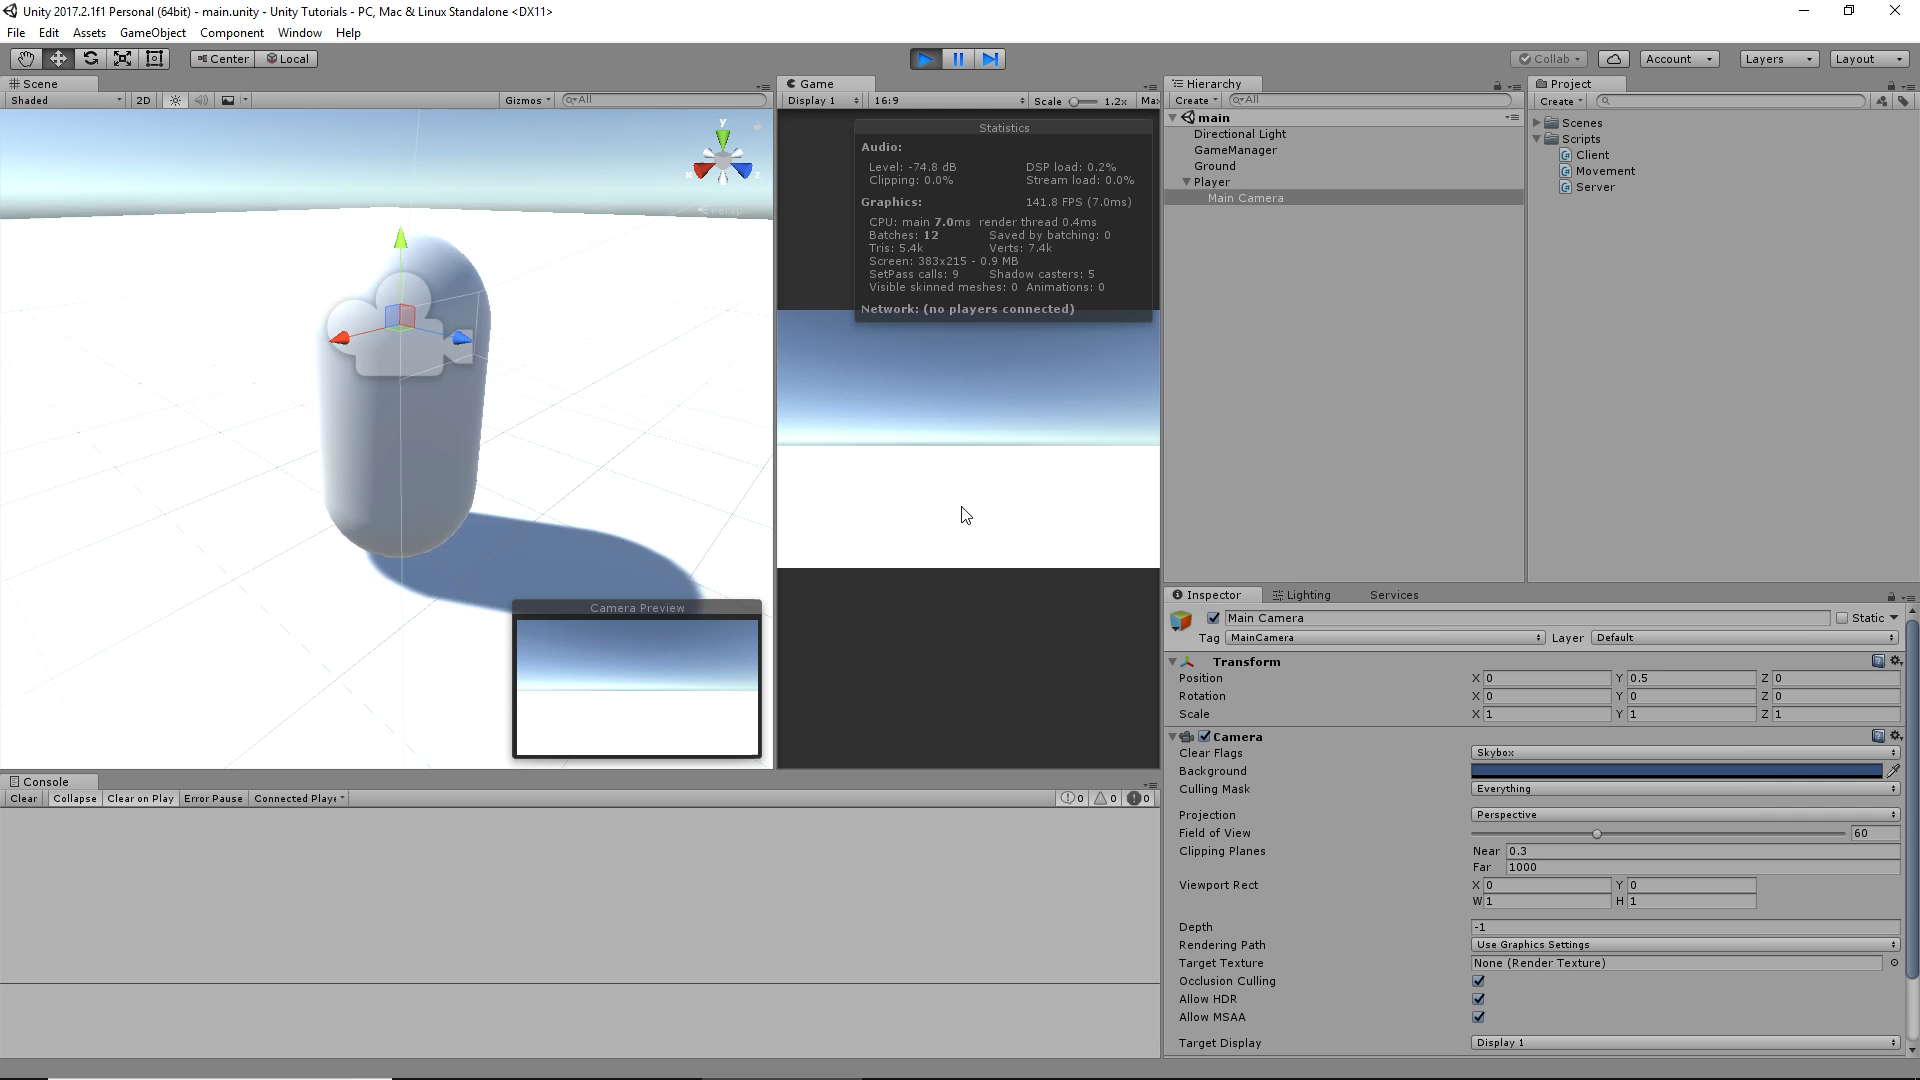 Unity 2017.2.1f1 Personal (64bit) - main.unity - Unity Tutorials - PC, Mac & Linux Standalone <DX11>
File Edit Assets GameObject Component Window Help
Center Local
Collab Account Layers Layout
Scene
Shaded 2D Gizmos All
y
x z
Persp
Camera Preview
Game
Display 1 16:9 Scale 1.2x Max
Statistics
Audio:
Level: -74.8 dB DSP load: 0.2%
Clipping: 0.0% Stream load: 0.0%
Graphics: 141.8 FPS (7.0ms)
CPU: main 7.0ms render thread 0.4ms
Batches: 12 Saved by batching: 0
Tris: 5.4k Verts: 7.4k
Screen: 383x215 - 0.9 MB
SetPass calls: 9 Shadow casters: 5
Visible skinned meshes: 0 Animations: 0
Network: (no players connected)
Hierarchy
Create All
main
Directional Light
GameManager
Ground
Player
Main Camera
Project
Create
Scenes
Scripts
Client
Movement
Server
Console
Clear Collapse Clear on Play Error Pause Connected Playe
0 0 0
Inspector Lighting Services
Main Camera Static
Tag MainCamera Layer Default
Transform
Position X 0 Y 0.5 Z 0
Rotation X 0 Y 0 Z 0
Scale X 1 Y 1 Z 1
Camera
Clear Flags Skybox
Background
Culling Mask Everything
Projection Perspective
Field of View 60
Clipping Planes Near 0.3
Far 1000
Viewport Rect X 0 Y 0
W 1 H 1
Depth -1
Rendering Path Use Graphics Settings
Target Texture None (Render Texture)
Occlusion Culling
Allow HDR
Allow MSAA
Target Display Display 1